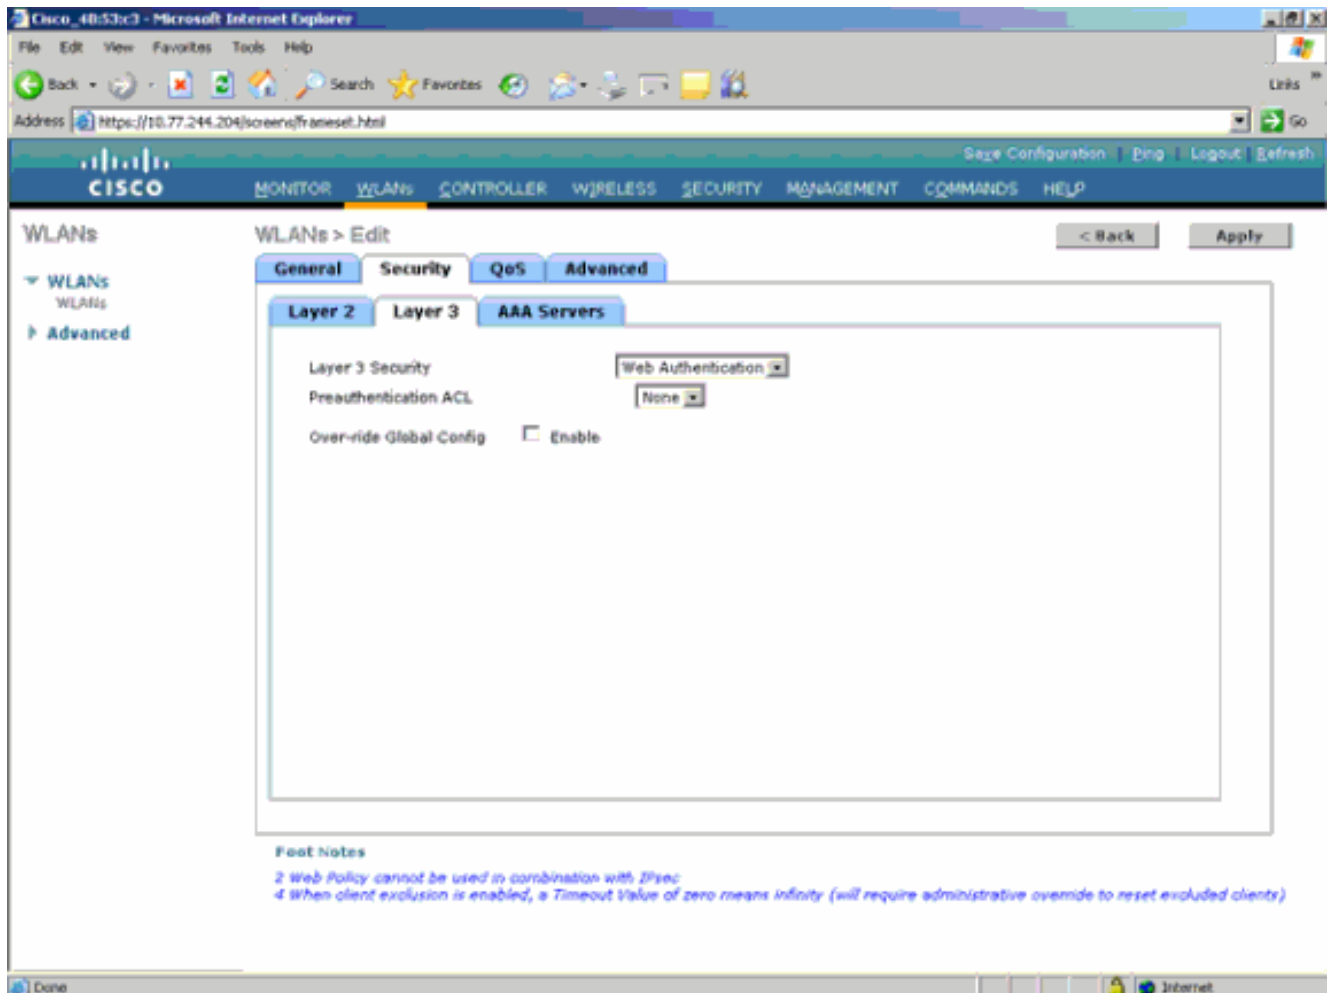 Cisco_40:53:c3 - Microsoft Internet Explorer
File Edit View Favorites Tools Help
Back Search Favorites Links »
Address https://10.77.244.204/screens/frameset.html Go
Save Configuration | Ping | Logout | Refresh
CISCO MONITOR WLANs CONTROLLER WIRELESS SECURITY MANAGEMENT COMMANDS HELP
WLANs
WLANs
WLANs
Advanced
WLANs > Edit
< Back Apply
General Security QoS Advanced
Layer 2 Layer 3 AAA Servers
Layer 3 Security Web Authentication
Preauthentication ACL None
Over-ride Global Config Enable
Foot Notes
2 Web Policy cannot be used in combination with IPsec
4 When client exclusion is enabled, a Timeout Value of zero means infinity (will require administrative override to reset excluded clients)
Done Internet